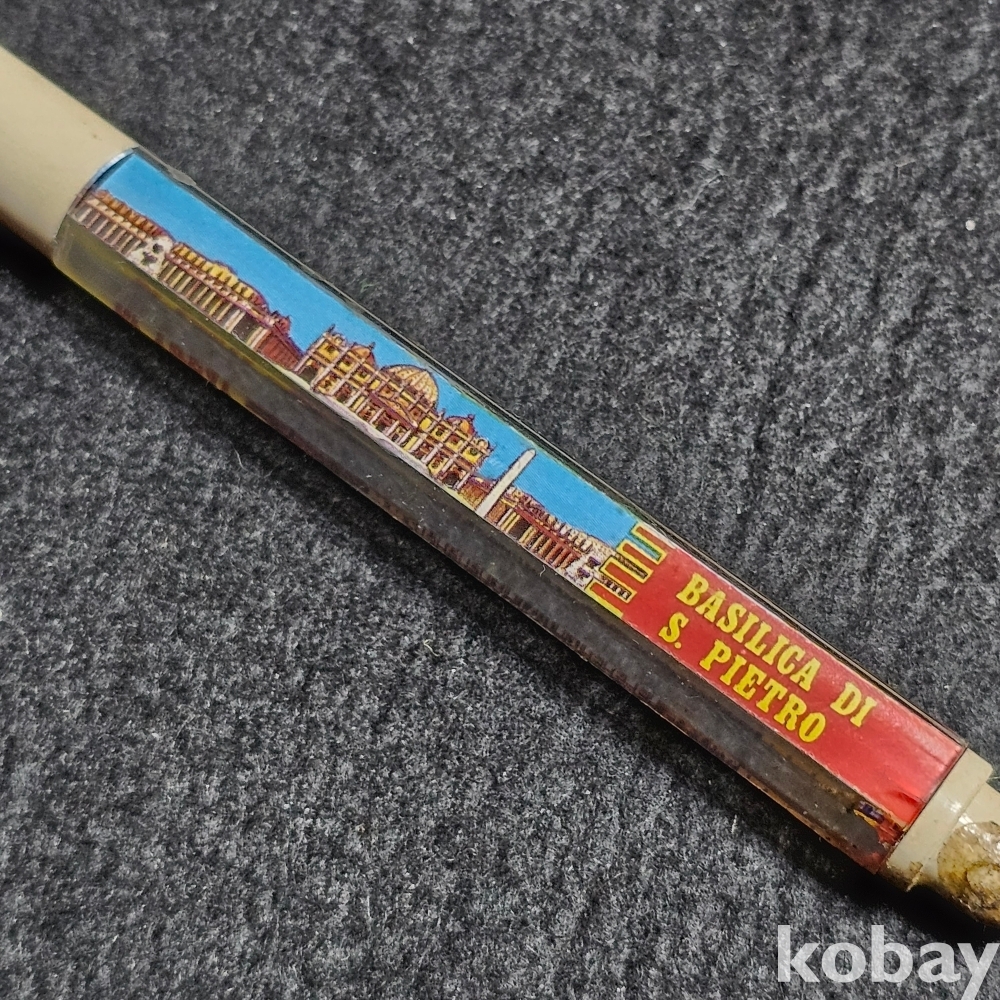 BASILICA DI
S. PIETRO
kobay